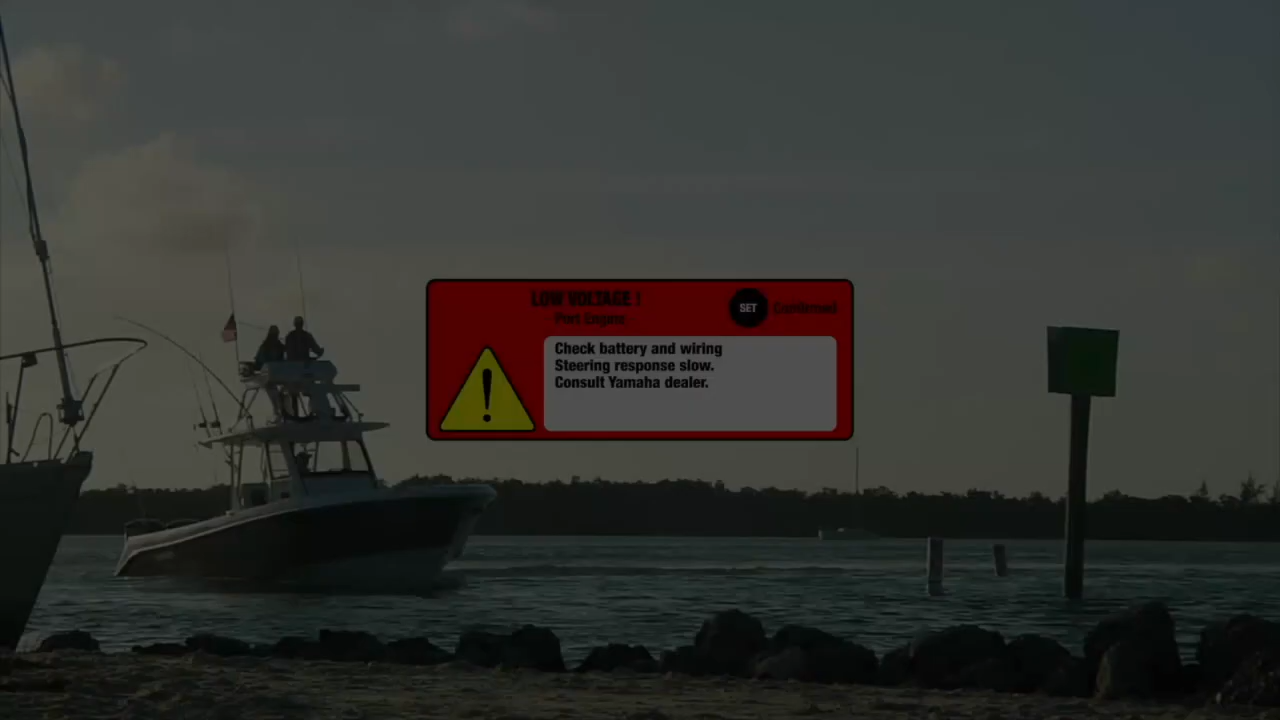 LOW VOLTAGE !
- Port Engine -
SET Confirmed
Check battery and wiring
Steering response slow.
Consult Yamaha dealer.